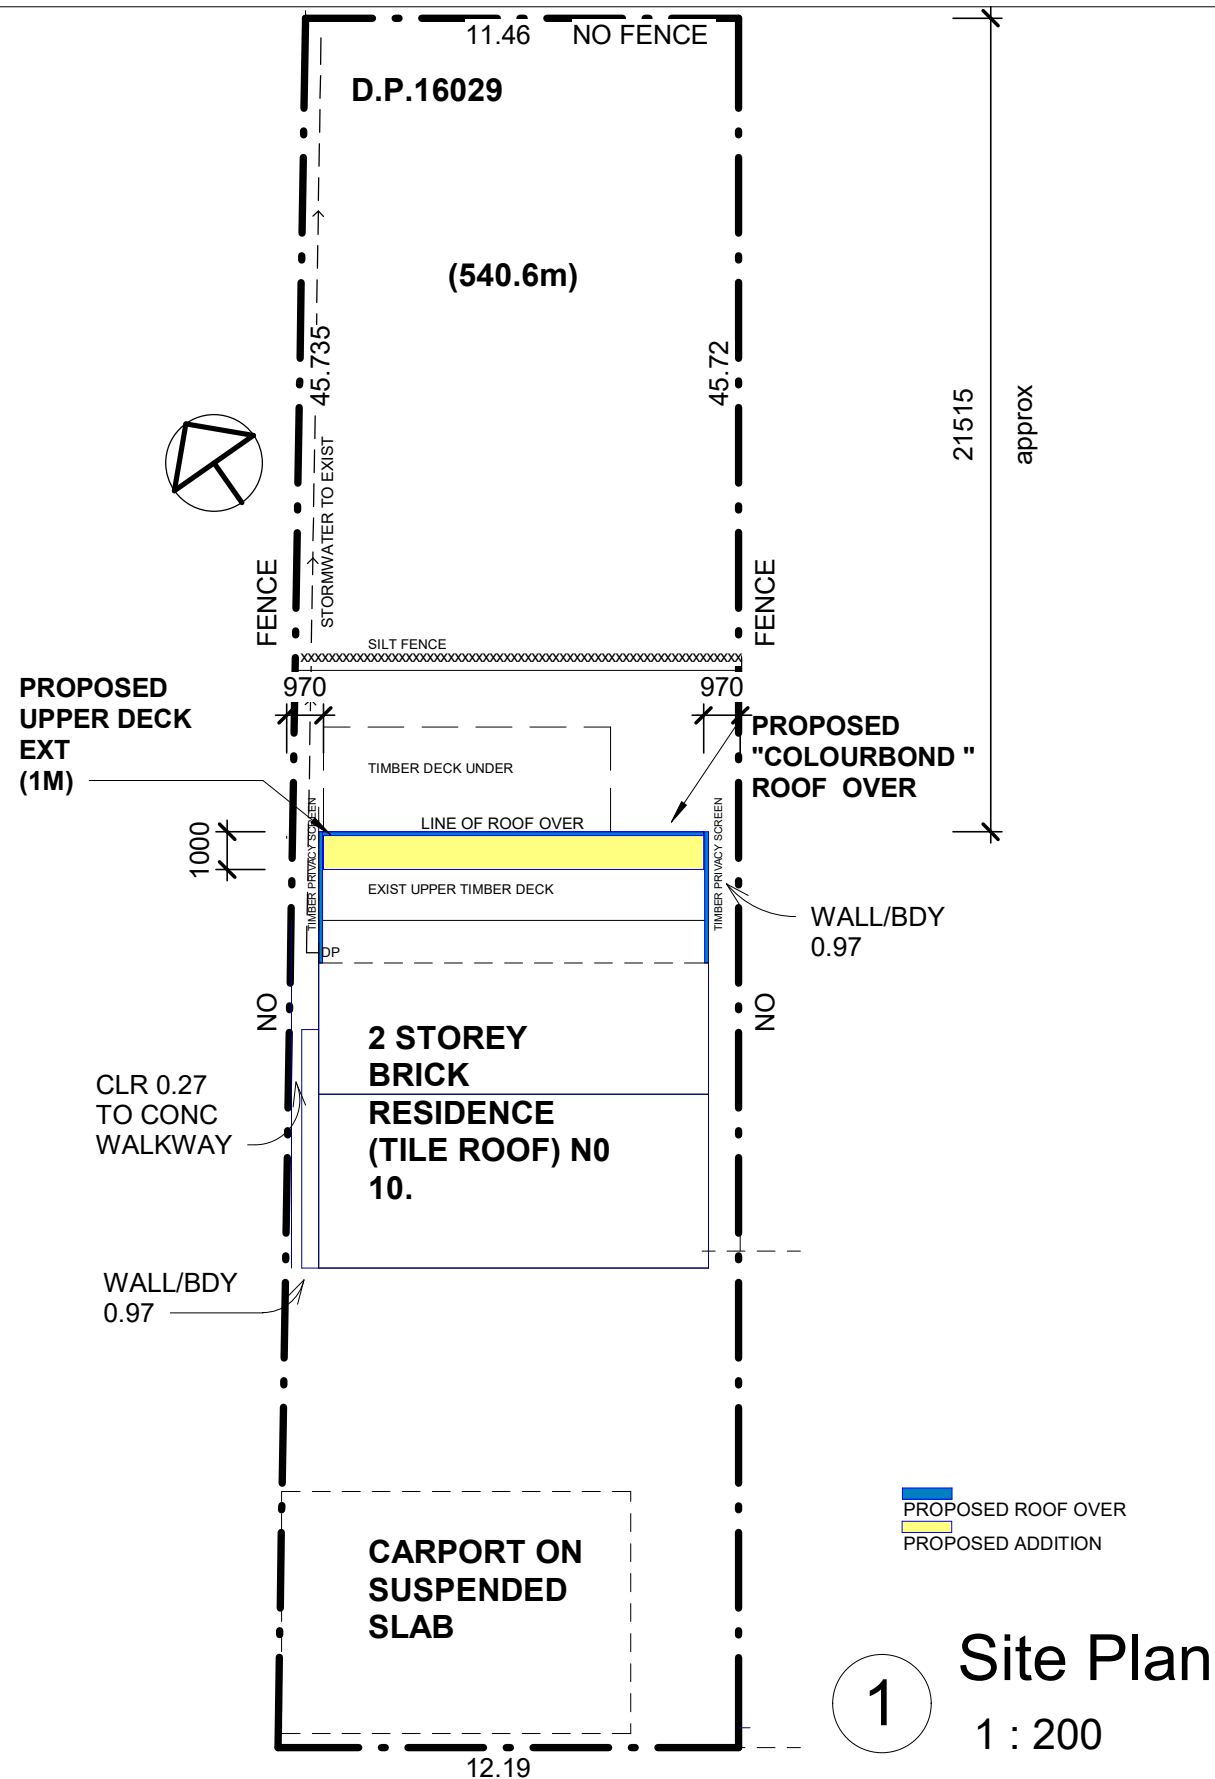 11.46 NO FENCE
D.P.16029
(540.6m)
45.735
45.72
21515
approx
STORMWATER TO EXIST
FENCE
FENCE
SILT FENCE
XXXXXXXXXXXXXXXXXXXXXXXXXXXXXXXXXXXXXXXXXXXXXXXXXXXXXXXXXXXX
970
970
PROPOSED
UPPER DECK
EXT
(1M)
PROPOSED
"COLOURBOND "
ROOF OVER
TIMBER DECK UNDER
LINE OF ROOF OVER
1000
TIMBER PRIVACY SCREEN
TIMBER PRIVACY SCREEN
EXIST UPPER TIMBER DECK
WALL/BDY
0.97
DP
NO
NO
2 STOREY
BRICK
RESIDENCE
(TILE ROOF) N0
10.
CLR 0.27
TO CONC
WALKWAY
WALL/BDY
0.97
PROPOSED ROOF OVER
PROPOSED ADDITION
CARPORT ON
SUSPENDED
SLAB
1
Site Plan
1 : 200
12.19